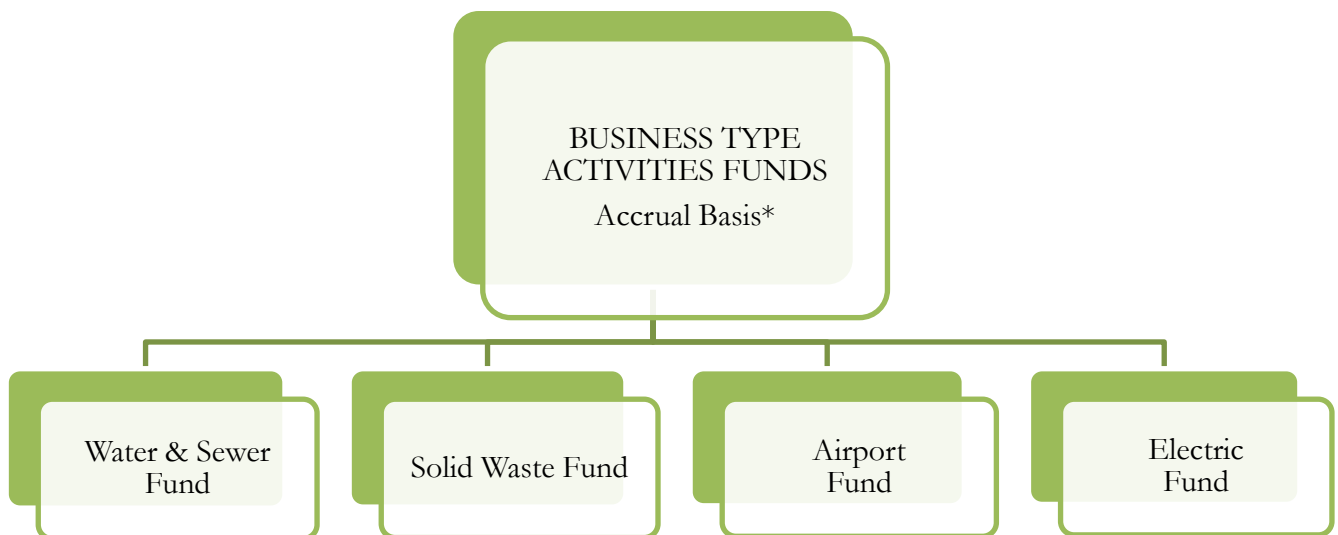 BUSINESS TYPE
ACTIVITIES FUNDS
Accrual Basis*
Water & Sewer
Fund
Solid Waste Fund
Airport
Fund
Electric
Fund